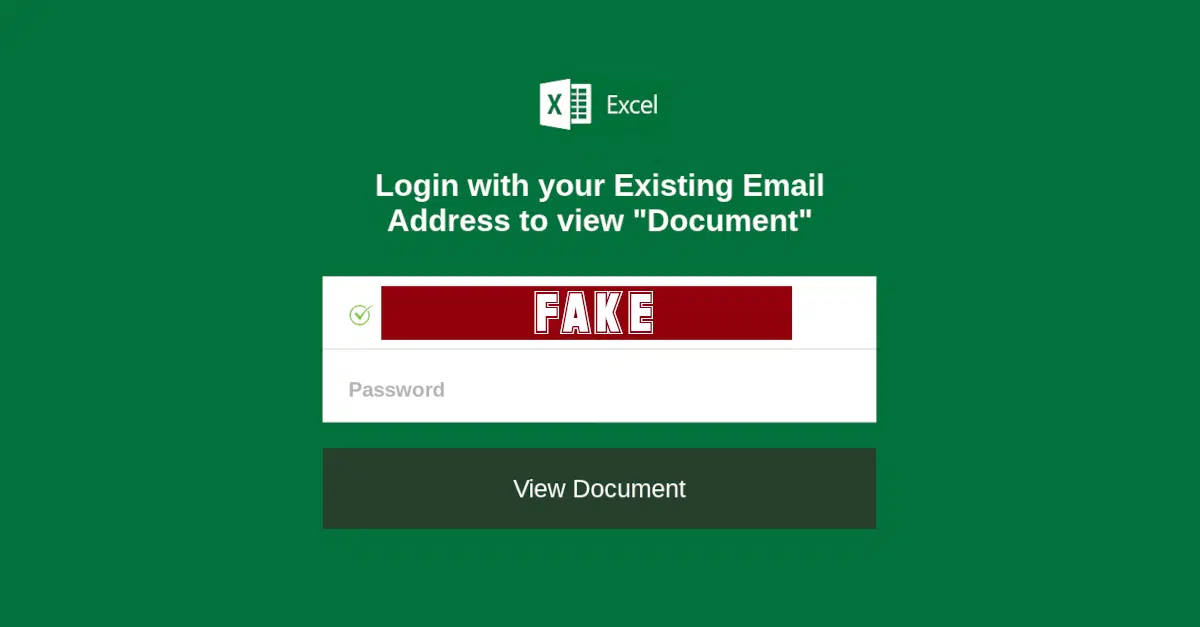 X Excel
Login with your Existing Email
Address to view "Document"
FAKE
Password
View Document